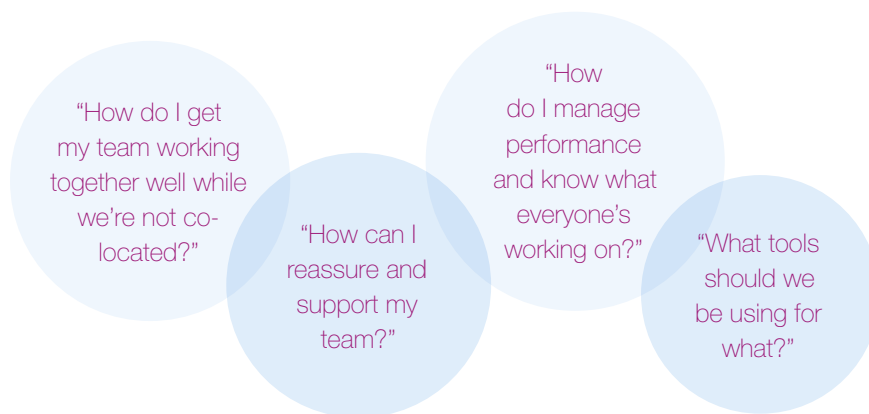 “How do I get
my team working
together well while
we’re not co-
located?”
“How can I
reassure and
support my
team?”
“How
do I manage
performance
and know what
everyone’s
working on?”
“What tools
should we
be using for
what?”